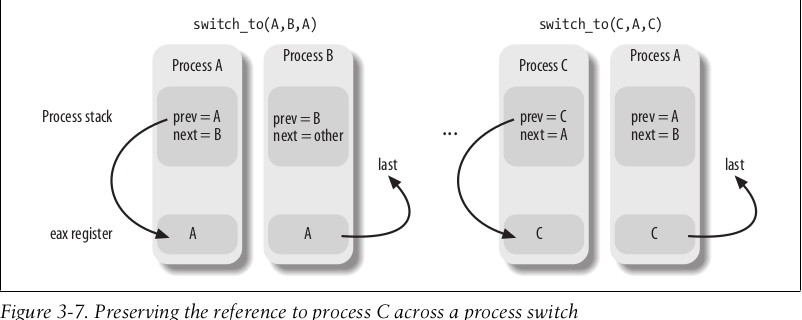 switch_to(A,B,A)
switch_to(C,A,C)
Process A
Process B
Process C
Process A
Process stack
prev = A
next = B
prev = B
next = other
...
prev = C
next = A
prev = A
next = B
last
last
eax register
A
A
C
C
Figure 3-7. Preserving the reference to process C across a process switch